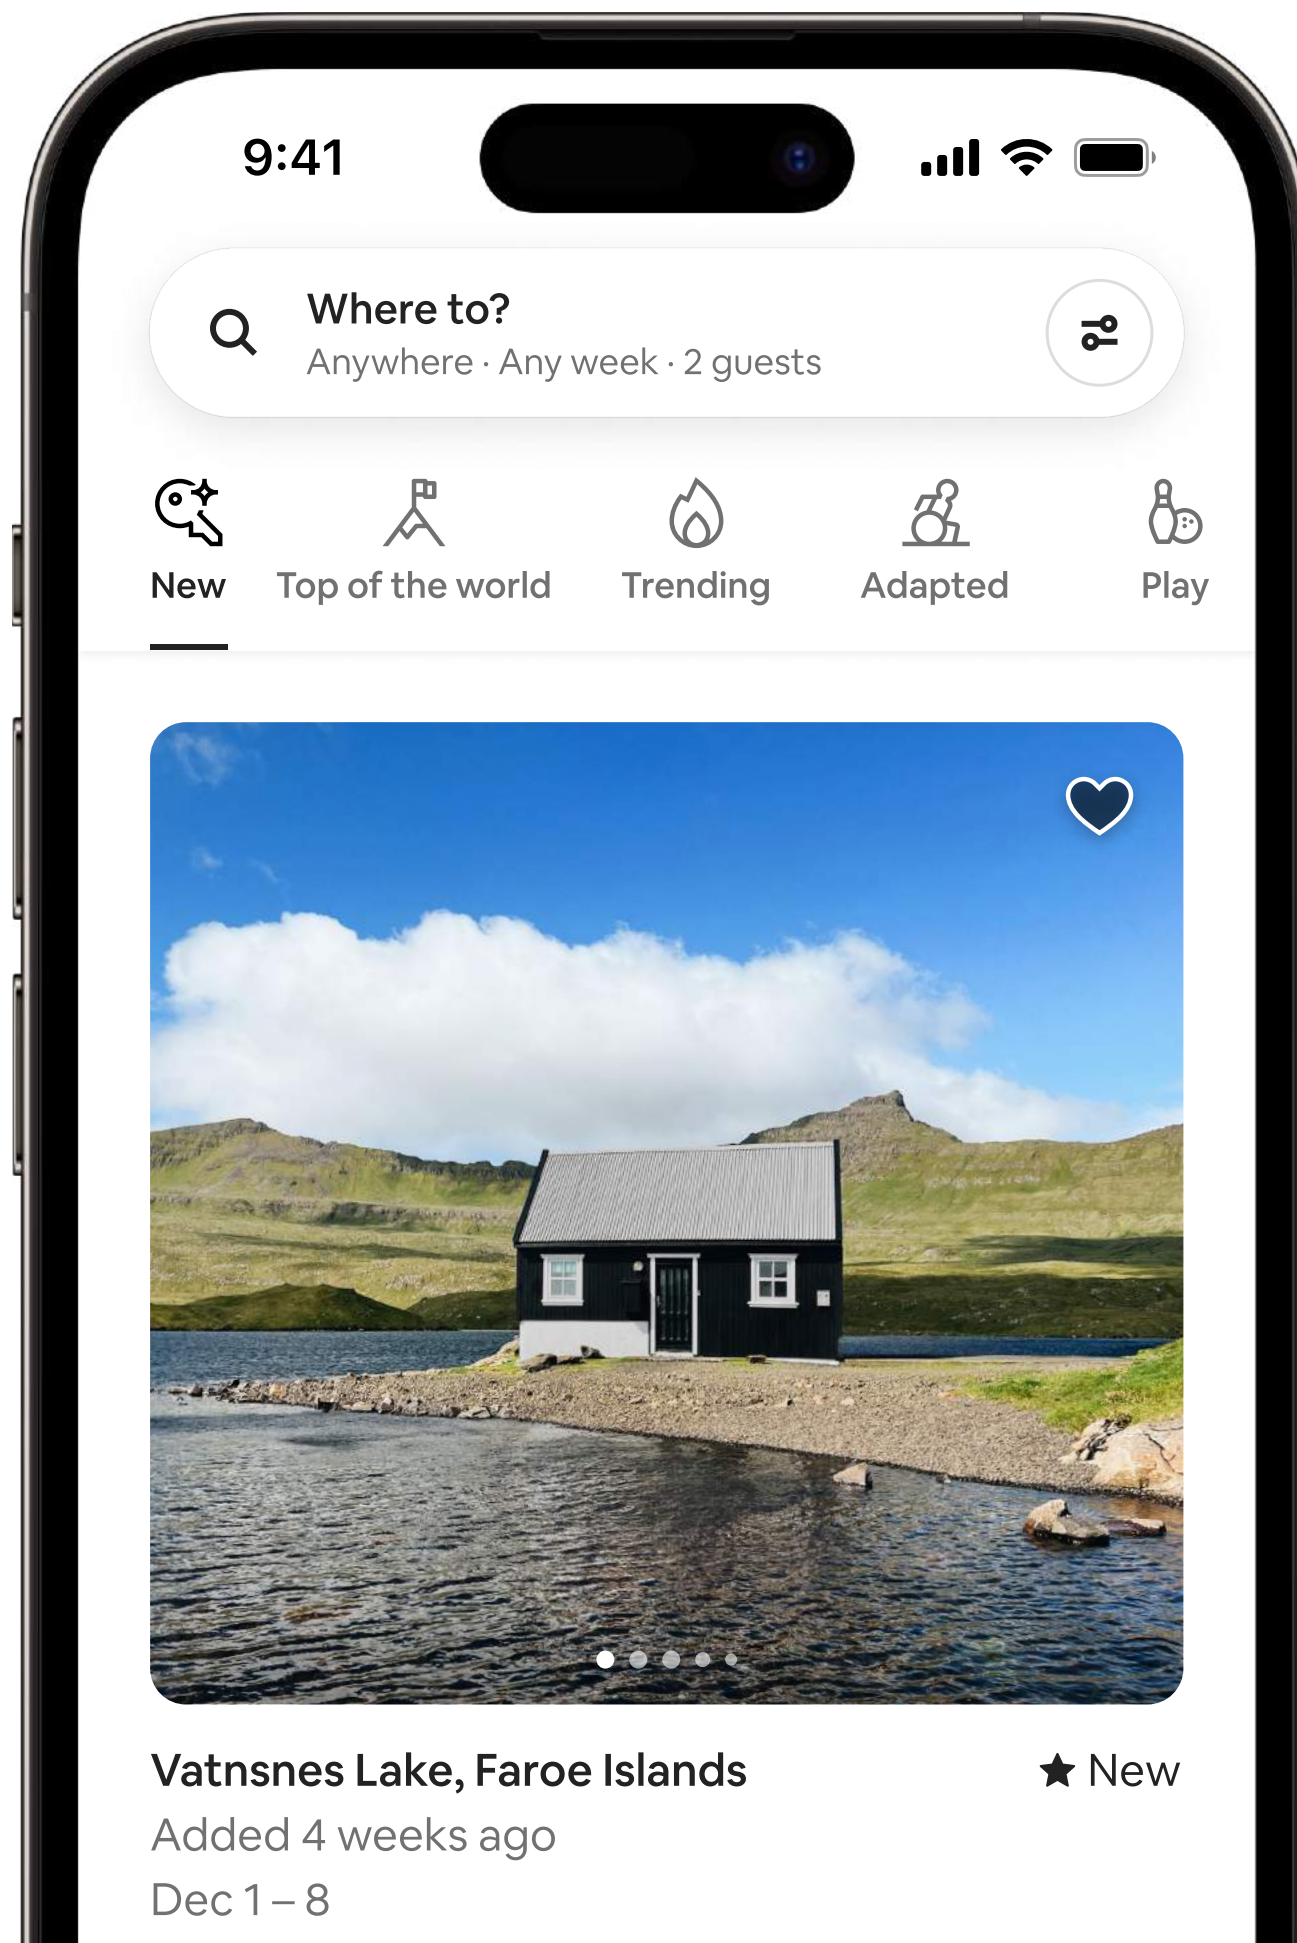 9:41
Where to?
Anywhere · Any week · 2 guests
New
Top of the world
Trending
Adapted
Play
Vatnsnes Lake, Faroe Islands
New
Added 4 weeks ago
Dec 1 – 8